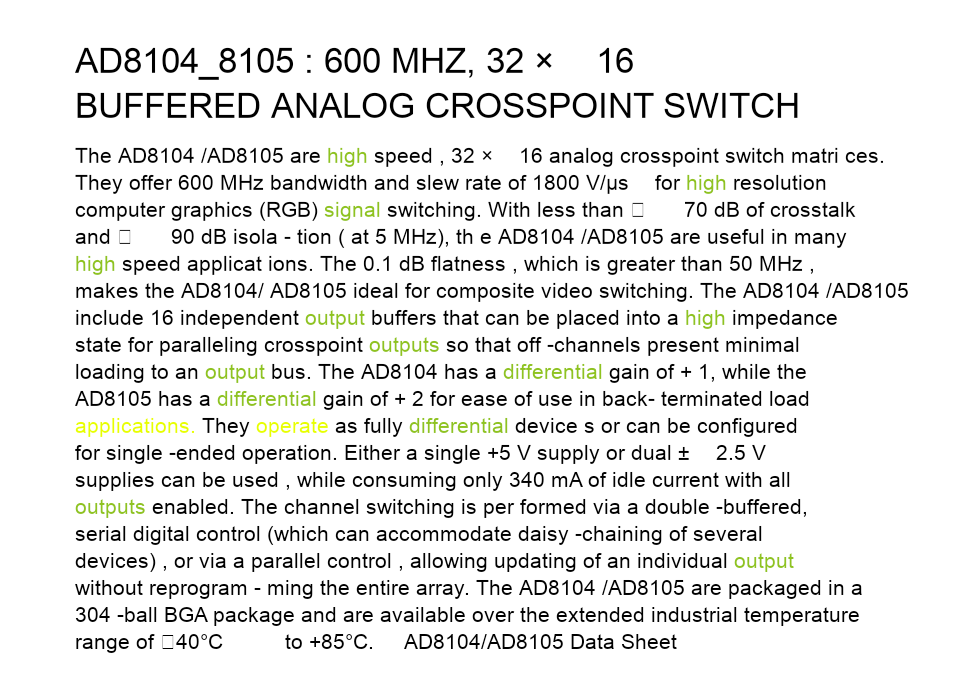 AD8104_8105 : 600 MHZ, 32 × 16
BUFFERED ANALOG CROSSPOINT SWITCH
The AD8104 /AD8105 are high speed , 32 × 16 analog crosspoint switch matri ces.
They offer 600 MHz bandwidth and slew rate of 1800 V/μs for high resolution
computer graphics (RGB) signal switching. With less than □ 70 dB of crosstalk
and □ 90 dB isola - tion ( at 5 MHz), th e AD8104 /AD8105 are useful in many
high speed applicat ions. The 0.1 dB flatness , which is greater than 50 MHz ,
makes the AD8104/ AD8105 ideal for composite video switching. The AD8104 /AD8105
include 16 independent output buffers that can be placed into a high impedance
state for paralleling crosspoint outputs so that off -channels present minimal
loading to an output bus. The AD8104 has a differential gain of + 1, while the
AD8105 has a differential gain of + 2 for ease of use in back- terminated load
applications. They operate as fully differential device s or can be configured
for single -ended operation. Either a single +5 V supply or dual ± 2.5 V
supplies can be used , while consuming only 340 mA of idle current with all
outputs enabled. The channel switching is per formed via a double -buffered,
serial digital control (which can accommodate daisy -chaining of several
devices) , or via a parallel control , allowing updating of an individual output
without reprogram - ming the entire array. The AD8104 /AD8105 are packaged in a
304 -ball BGA package and are available over the extended industrial temperature
range of □40°C to +85°C. AD8104/AD8105 Data Sheet